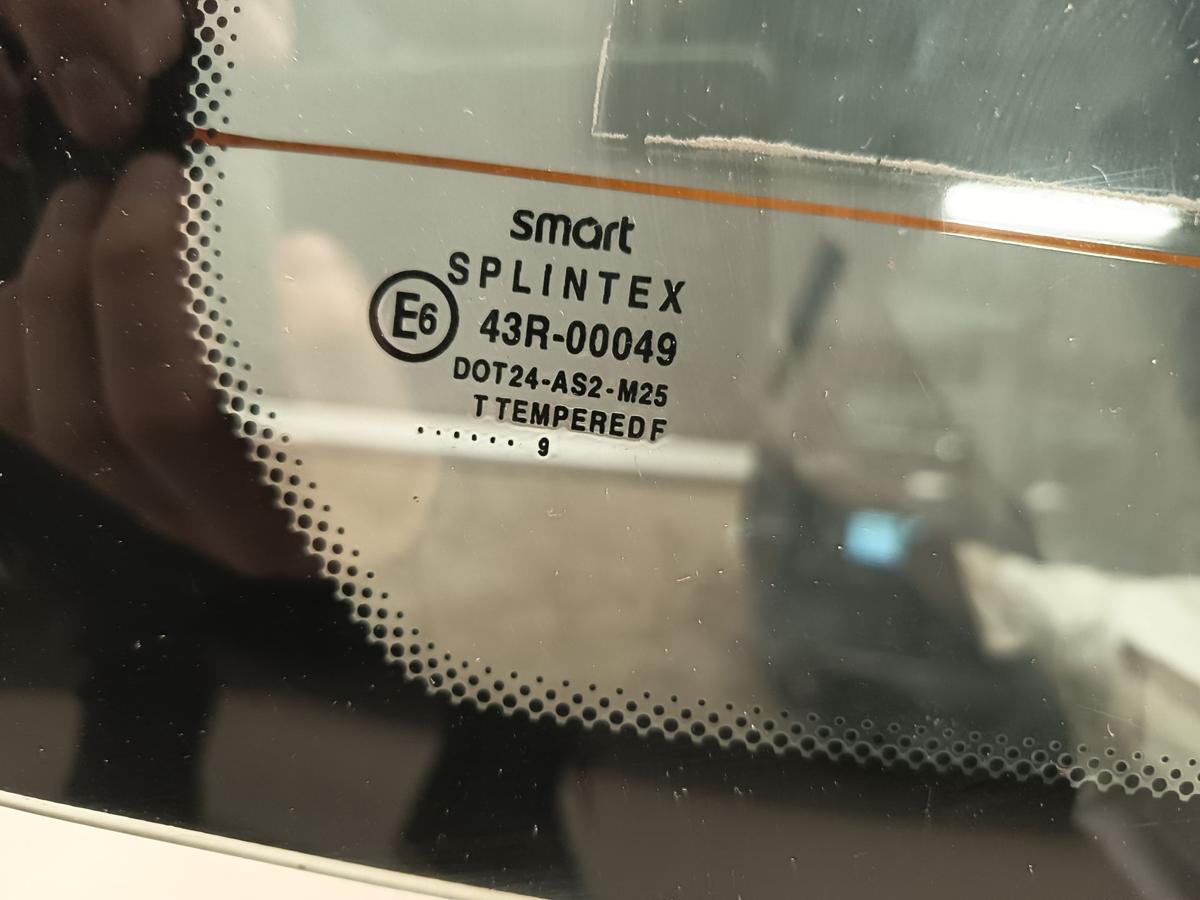 smart
SPLINTEX
E6 43R-00049
DOT24-AS2-M25
T TEMPERED F
. . . . . . 9